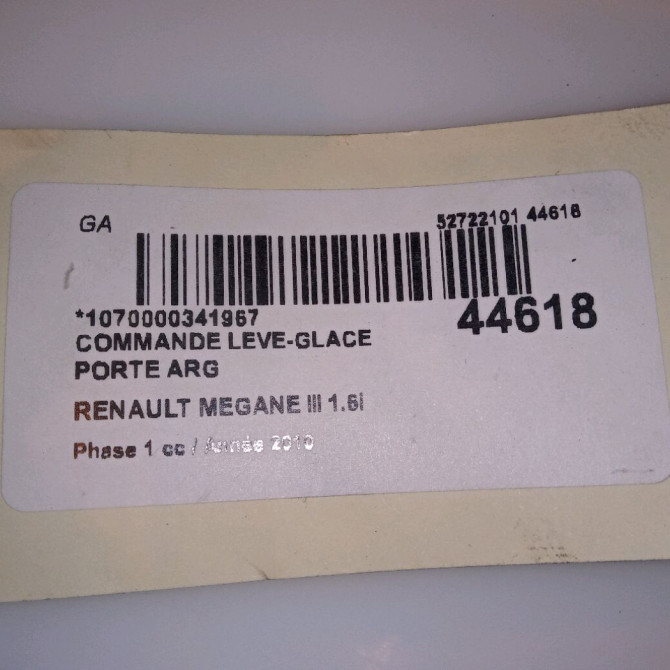 GA
52722101 44618
*1070000341967
44618
COMMANDE LEVE-GLACE
PORTE ARG
RENAULT MEGANE III 1.6i
Phase 1 cc / Année 2010